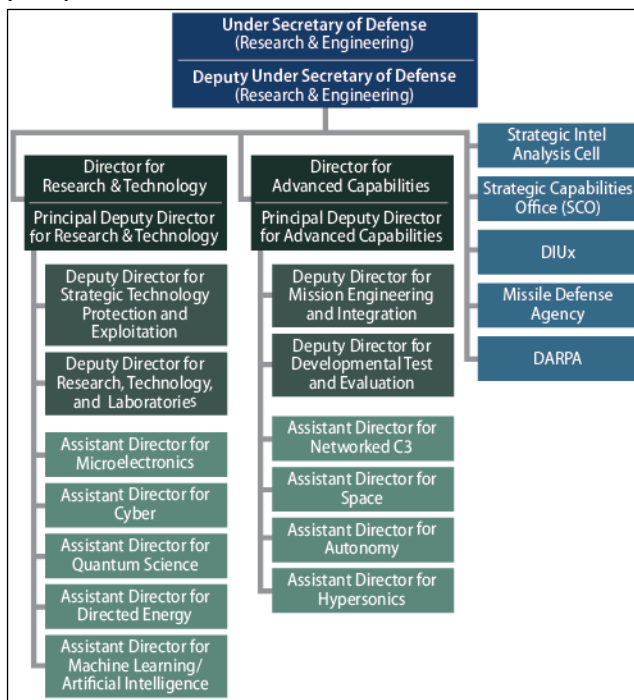 Under Secretary of Defense
(Research & Engineering)
Deputy Under Secretary of Defense
(Research & Engineering)
Director for
Research & Technology
Principal Deputy Director
for Research & Technology
Deputy Director for
Strategic Technology
Protection and
Exploitation
Deputy Director for
Research, Technology,
and Laboratories
Assistant Director for
Microelectronics
Assistant Director for
Cyber
Assistant Director for
Quantum Science
Assistant Director for
Directed Energy
Assistant Director for
Machine Learning/
Artificial Intelligence
Director for
Advanced Capabilities
Principal Deputy Director
for Advanced Capabilities
Deputy Director for
Mission Engineering
and Integration
Deputy Director for
Developmental Test
and Evaluation
Assistant Director for
Networked C3
Assistant Director for
Space
Assistant Director for
Autonomy
Assistant Director for
Hypersonics
Strategic Intel
Analysis Cell
Strategic Capabilities
Office (SCO)
DIUx
Missile Defense
Agency
DARPA